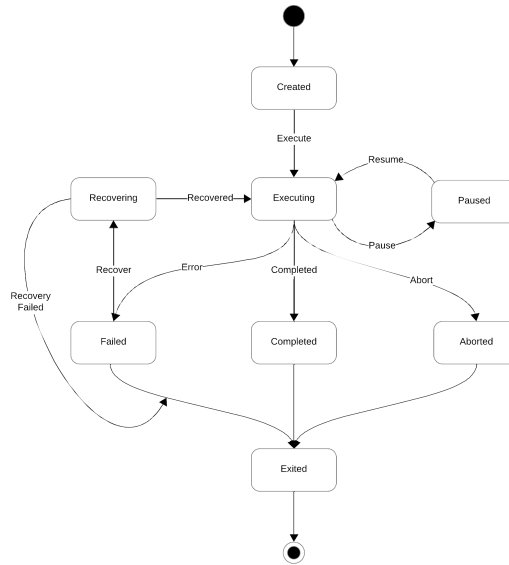 Created
Execute
Resume
Recovering
Recovered
Executing
Paused
Pause
Recover
Error
Completed
Abort
Recovery
Failed
Failed
Completed
Aborted
Exited